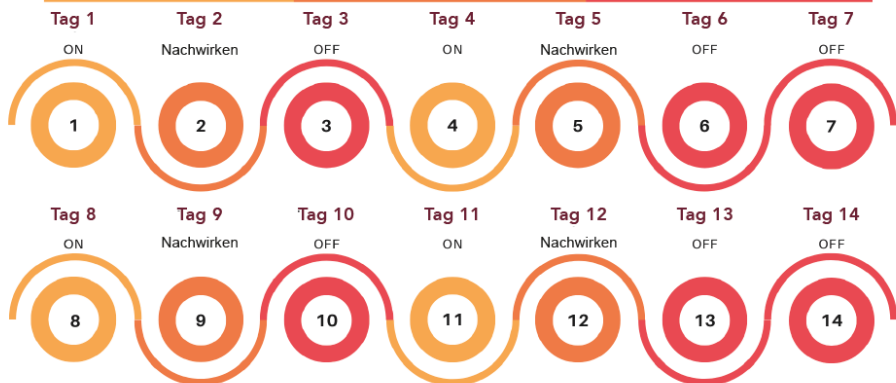 Tag 1 Tag 2 Tag 3 Tag 4 Tag 5 Tag 6 Tag 7
ON Nachwirken OFF ON Nachwirken OFF OFF
1 2 3 4 5 6 7
Tag 8 Tag 9 Tag 10 Tag 11 Tag 12 Tag 13 Tag 14
ON Nachwirken OFF ON Nachwirken OFF OFF
8 9 10 11 12 13 14